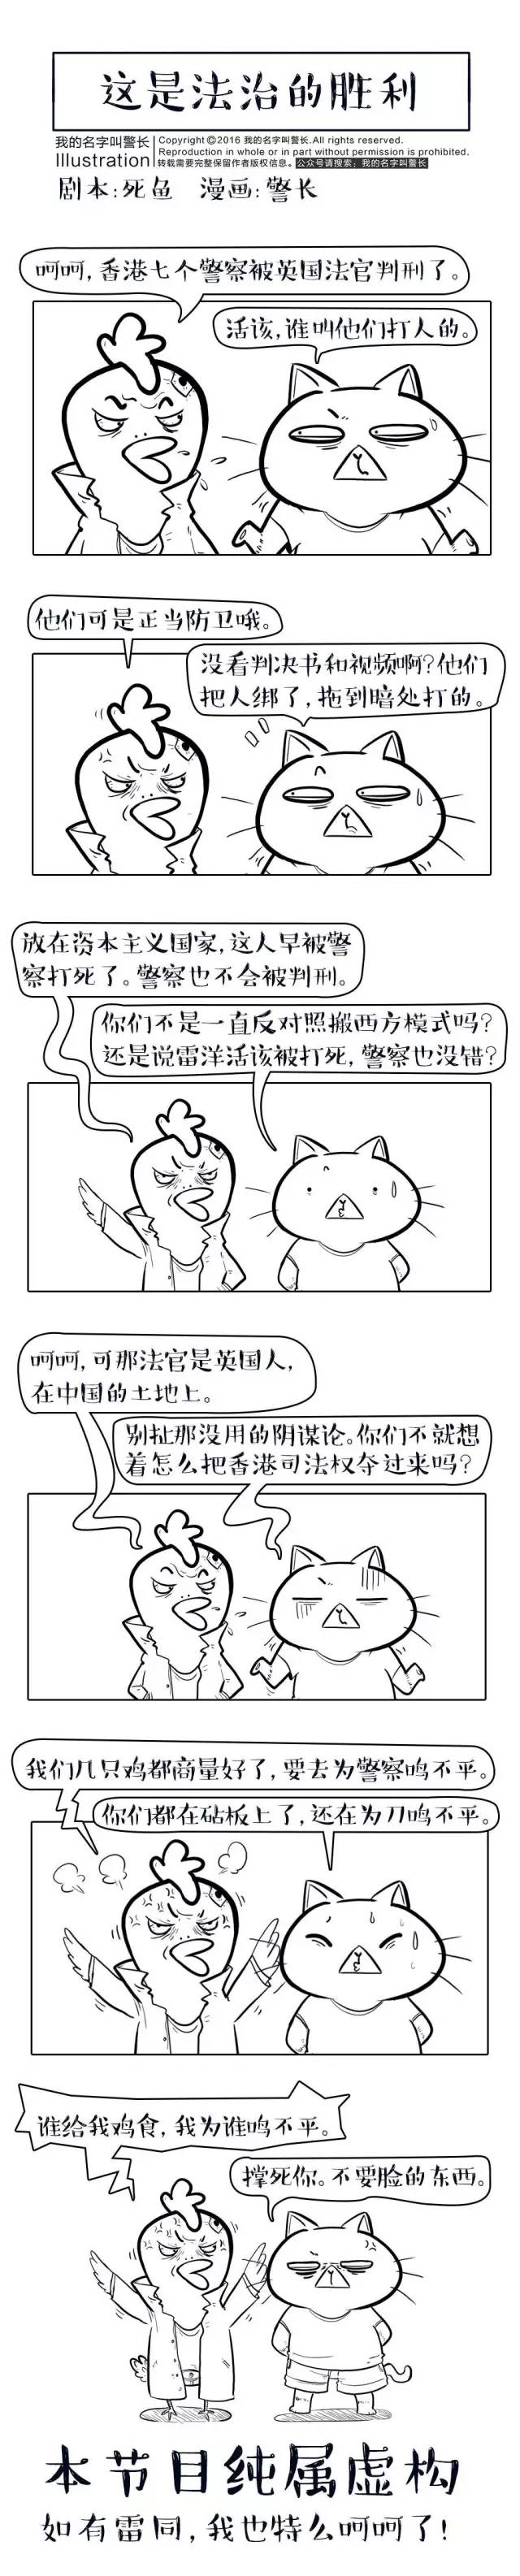 这是法治的胜利
我的名字叫警长
Illustration
Copyright©2016 我的名字叫警长.All rights reserved.
Reproduction in whole or in part without permission is prohibited.
转载需要完整保留作者版权信息。公众号请搜索：我的名字叫警长
剧本:死鱼 漫画:警长
呵呵,香港七个警察被英国法官判刑了。
活该,谁叫他们打人的。
他们可是正当防卫哦。
没看判决书和视频啊?他们
把人绑了,拖到暗处打的。
放在资本主义国家,这人早被警
察打死了。警察也不会被判刑。
你们不是一直反对照搬西方模式吗?
还是说雷洋活该被打死,警察也没错?
呵呵,可那法官是英国人,
在中国的土地上。
别扯那没用的阴谋论。你们不就想
着怎么把香港司法权夺过来吗?
我们几只鸡都商量好了,要去为警察鸣不平。
你们都在砧板上了,还在为刀鸣不平。
谁给我鸡食,我为谁鸣不平。
撑死你。不要脸的东西。
本节目纯属虚构
如有雷同,我也特么呵呵了!